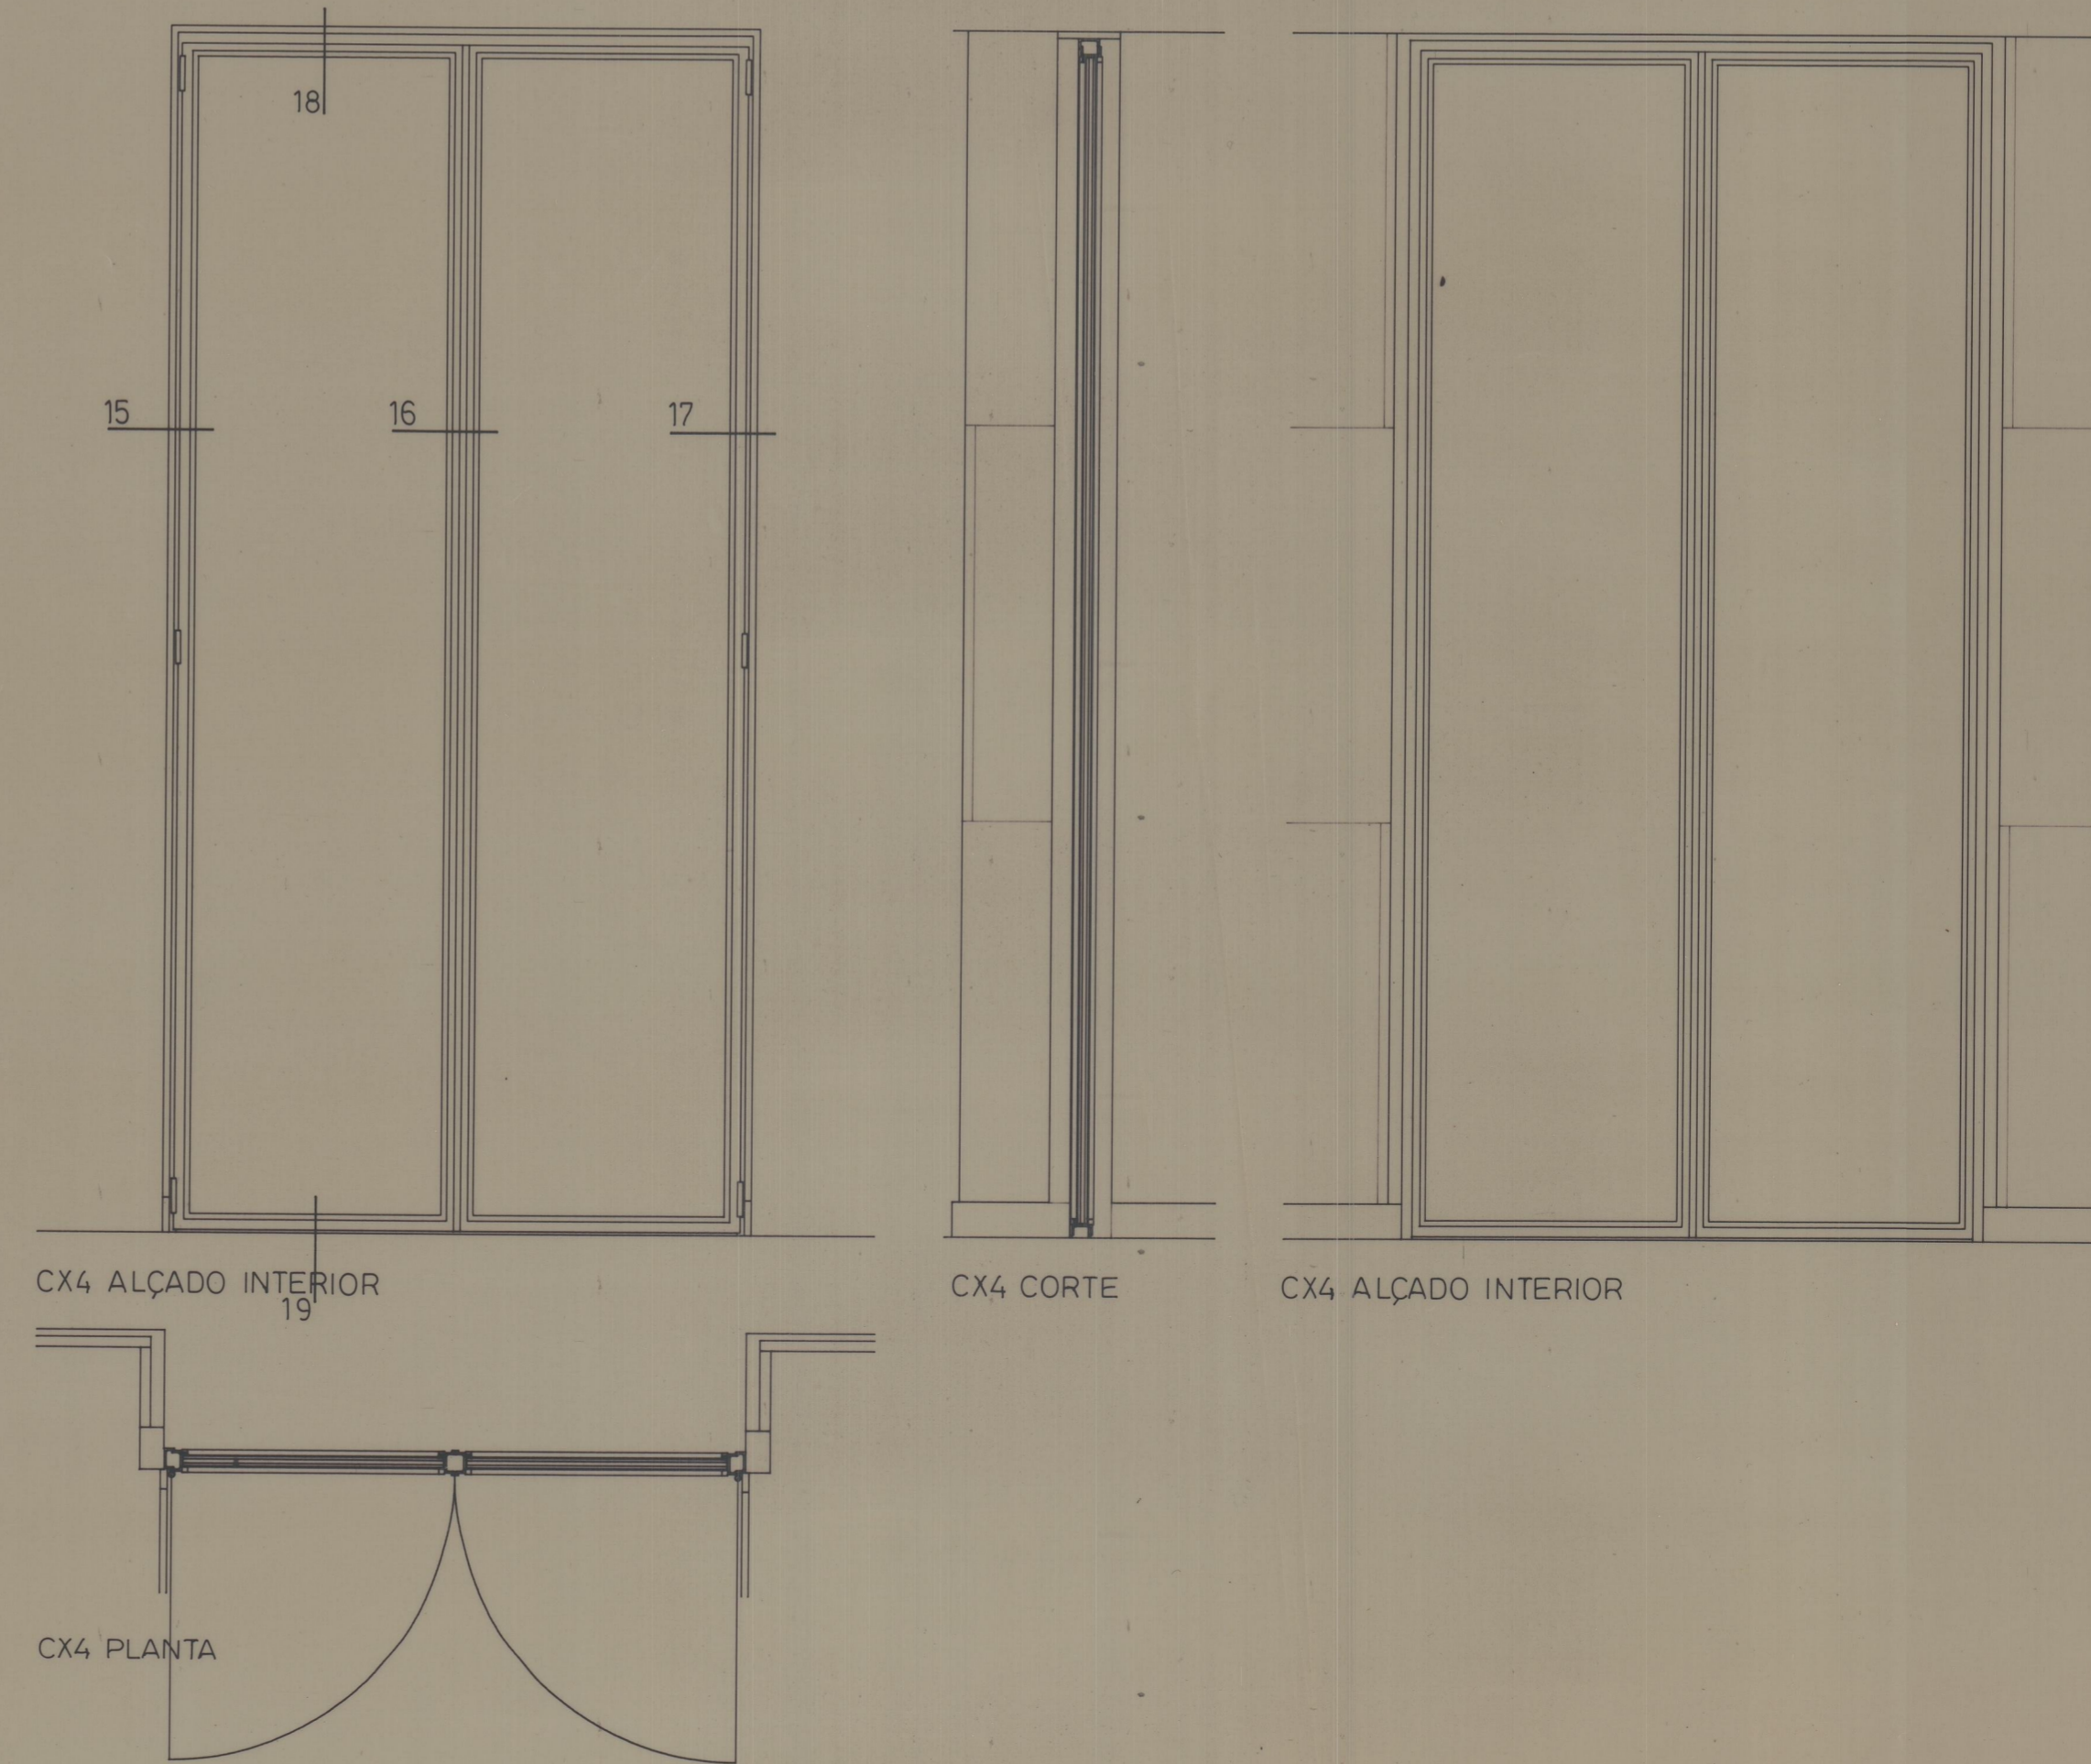 18
15
16
17
CX4 ALÇADO INTERIOR
19
CX4 CORTE
CX4 ALÇADO INTERIOR
CX4 PLANTA